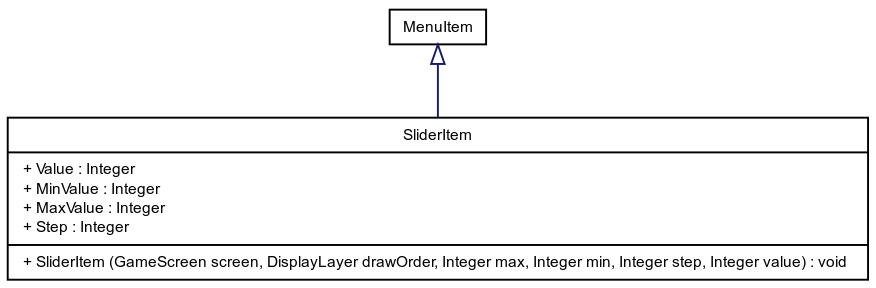 MenuItem
SliderItem
+ Value : Integer
+ MinValue : Integer
+ MaxValue : Integer
+ Step : Integer
+ SliderItem (GameScreen screen, DisplayLayer drawOrder, Integer max, Integer min, Integer step, Integer value) : void